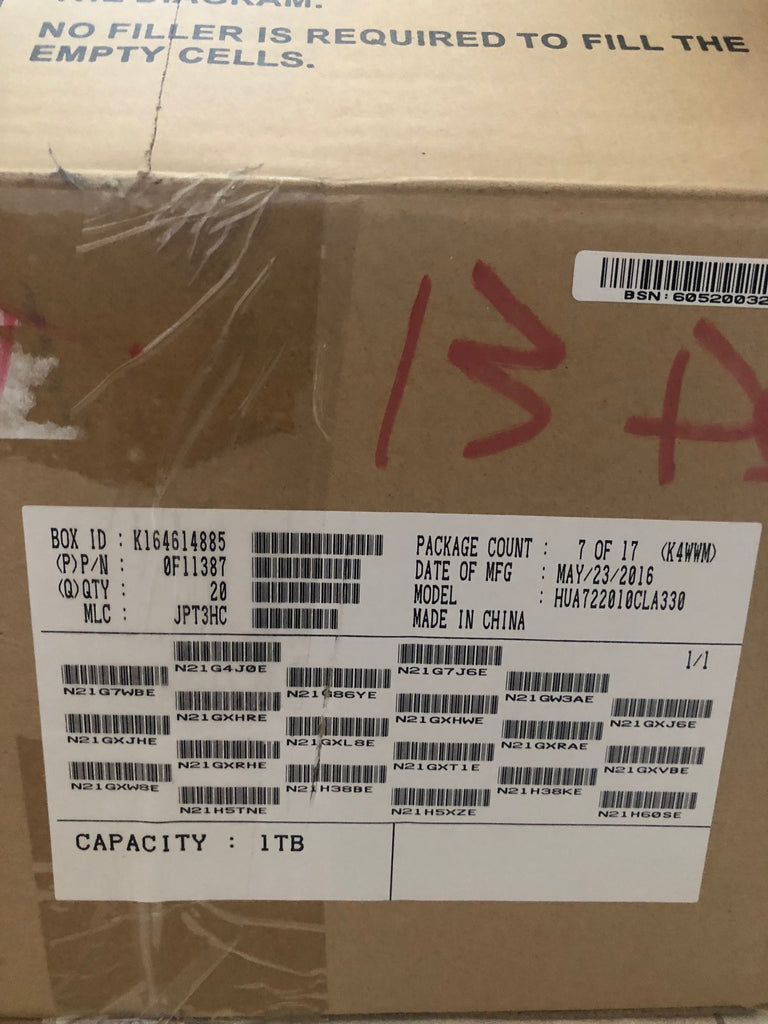 THE DIAGRAM.
NO FILLER IS REQUIRED TO FILL THE
EMPTY CELLS.
BSN: 60520032
13 A
BOX ID : K164614885
(P)P/N : 0F11387
(Q)QTY : 20
MLC : JPT3HC
PACKAGE COUNT : 7 OF 17 (K4WWM)
DATE OF MFG : MAY/23/2016
MODEL : HUA722010CLA330
MADE IN CHINA
1/1
N21G4J0E
N21G7J6E
N21G7WBE
N21G86YE
N21GW3AE
N21GXHRE
N21GXHWE
N21GXJ6E
N21GXJHE
N21GXL8E
N21GXRAE
N21GXRHE
N21GXT1E
N21GXVBE
N21GXW8E
N21H38BE
N21H38KE
N21H5TNE
N21H5XZE
N21H60SE
CAPACITY : 1TB